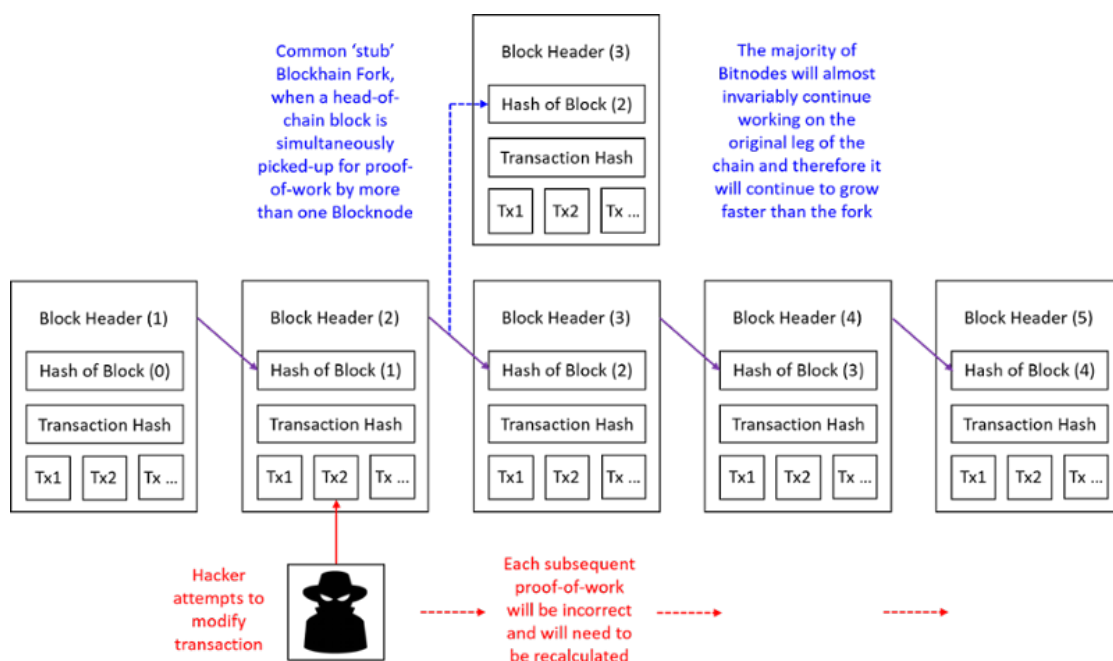 Common ‘stub’
Blockhain Fork,
when a head-of-
chain block is
simultaneously
picked-up for proof-
of-work by more
than one Blocknode
Block Header (3)
Hash of Block (2)
Transaction Hash
Tx1 Tx2 Tx ...
The majority of
Bitnodes will almost
invariably continue
working on the
original leg of the
chain and therefore it
will continue to grow
faster than the fork
Block Header (1)
Hash of Block (0)
Transaction Hash
Tx1 Tx2 Tx ...
Block Header (2)
Hash of Block (1)
Transaction Hash
Tx1 Tx2 Tx ...
Block Header (3)
Hash of Block (2)
Transaction Hash
Tx1 Tx2 Tx ...
Block Header (4)
Hash of Block (3)
Transaction Hash
Tx1 Tx2 Tx ...
Block Header (5)
Hash of Block (4)
Transaction Hash
Tx1 Tx2 Tx ...
Hacker
attempts to
modify
transaction
Each subsequent
proof-of-work
will be incorrect
and will need to
be recalculated